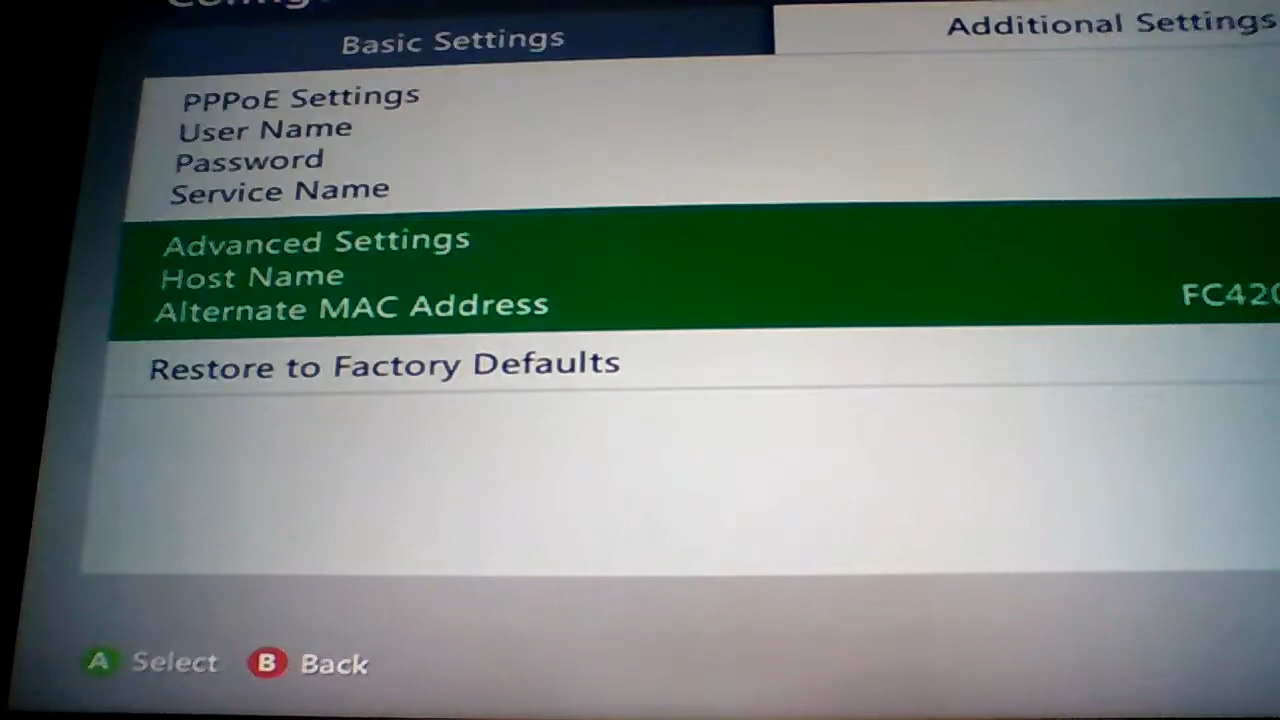 Basic Settings
Additional Settings
PPPoE Settings
User Name
Password
Service Name
Advanced Settings
Host Name
Alternate MAC Address
FC420
Restore to Factory Defaults
A Select B Back